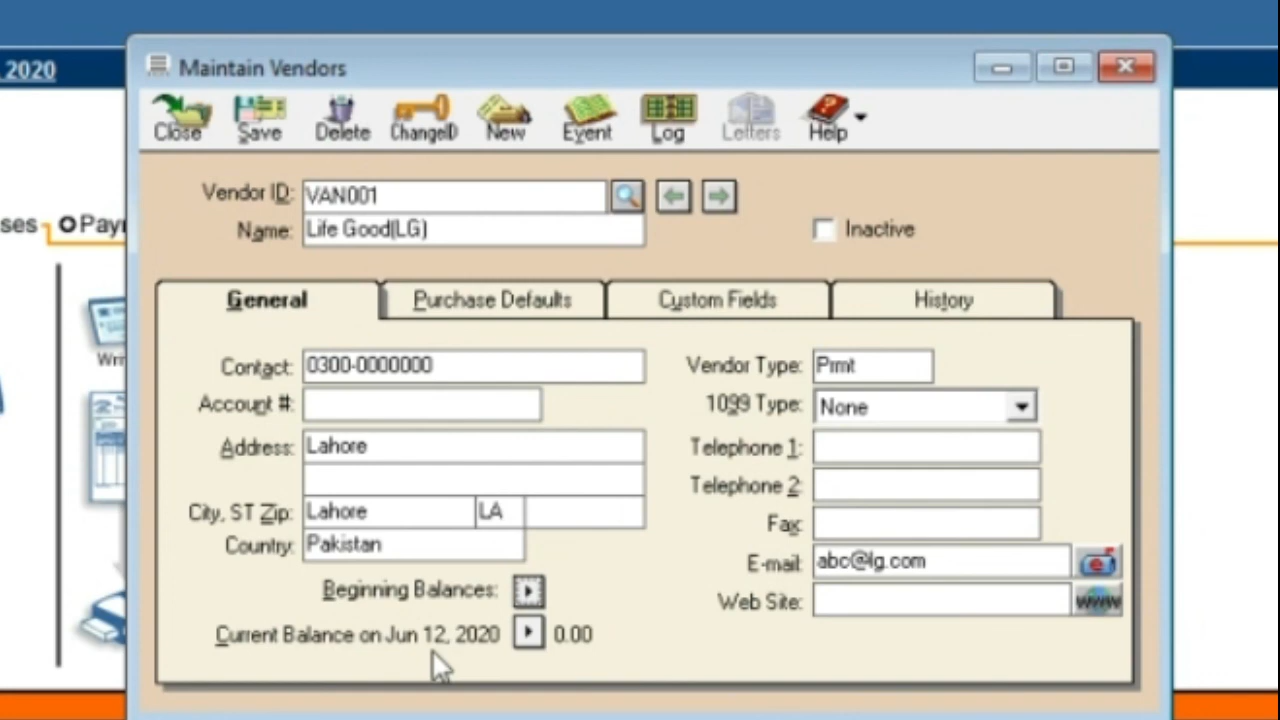 2020
Maintain Vendors
Close Save Delete ChangeID New Event Log Letters Help
Vendor ID: VAN001
Name: Life Good(LG)
Inactive
General Purchase Defaults Custom Fields History
Contact: 0300-0000000
Vendor Type: Prmt
Account #:
1099 Type: None
Address: Lahore
Telephone 1:
Telephone 2:
City, ST Zip: Lahore LA
Fax:
Country: Pakistan
E-mail: abc@lg.com
Beginning Balances:
Web Site: www
Current Balance on Jun 12, 2020 0.00